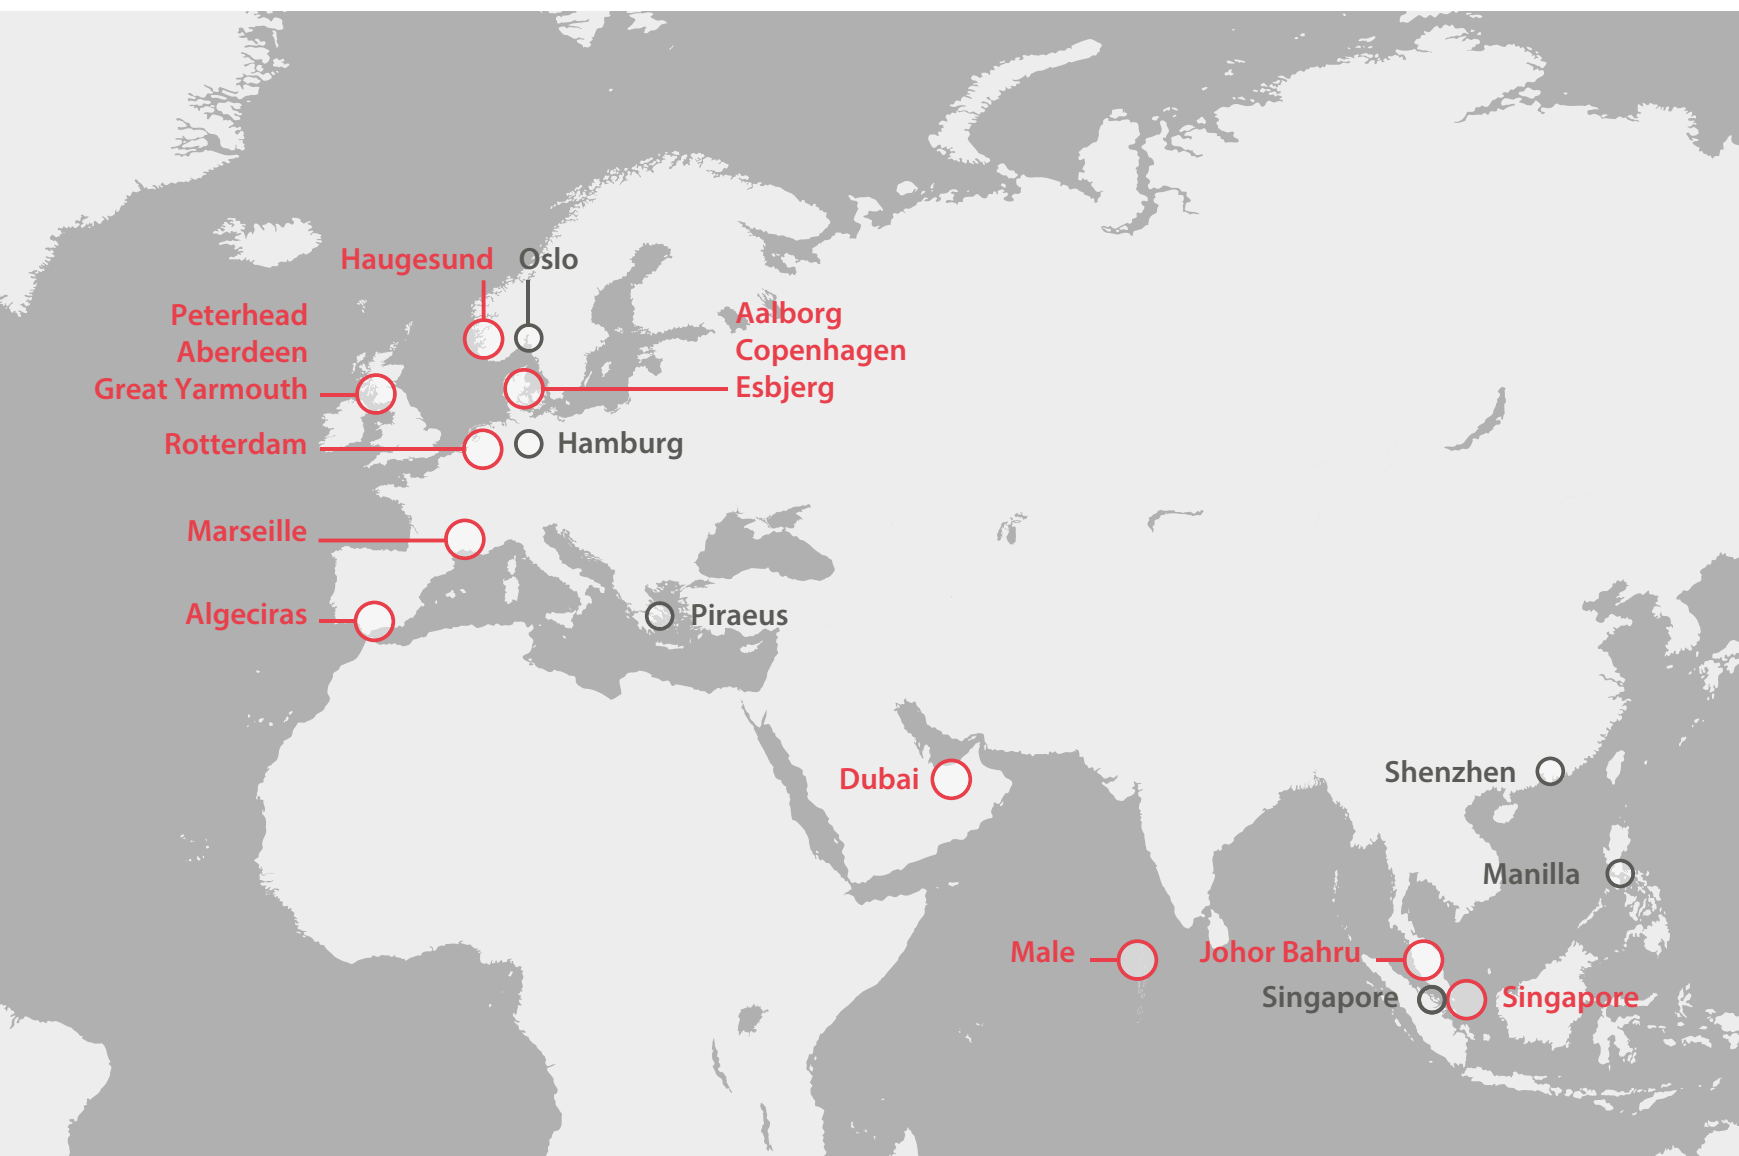 Haugesund
Oslo
Peterhead
Aberdeen
Great Yarmouth
Aalborg
Copenhagen
Esbjerg
Rotterdam
Hamburg
Marseille
Algeciras
Piraeus
Dubai
Shenzhen
Manilla
Male
Johor Bahru
Singapore
Singapore